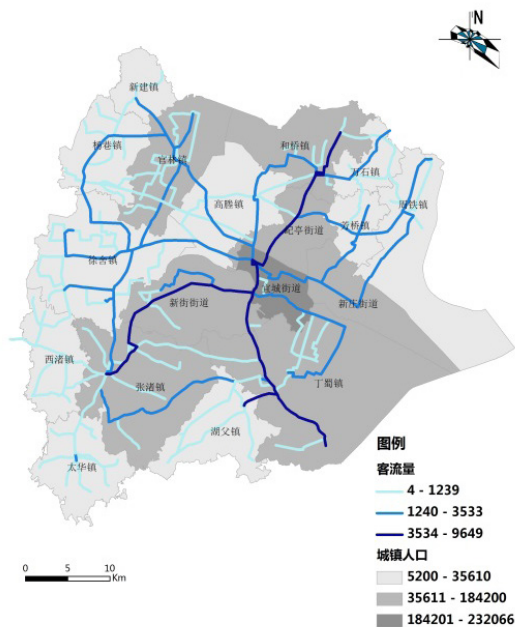 N
新建镇
杨巷镇
官林镇
和桥镇
万石镇
周铁镇
高塍镇
芳桥镇
屺亭街道
徐舍镇
宜城街道
新街街道
新庄街道
西渚镇
张渚镇
丁蜀镇
湖父镇
太华镇
图例
客流量
4 - 1239
1240 - 3533
3534 - 9649
城镇人口
5200 - 35610
35611 - 184200
184201 - 232066
0 5 10
Km